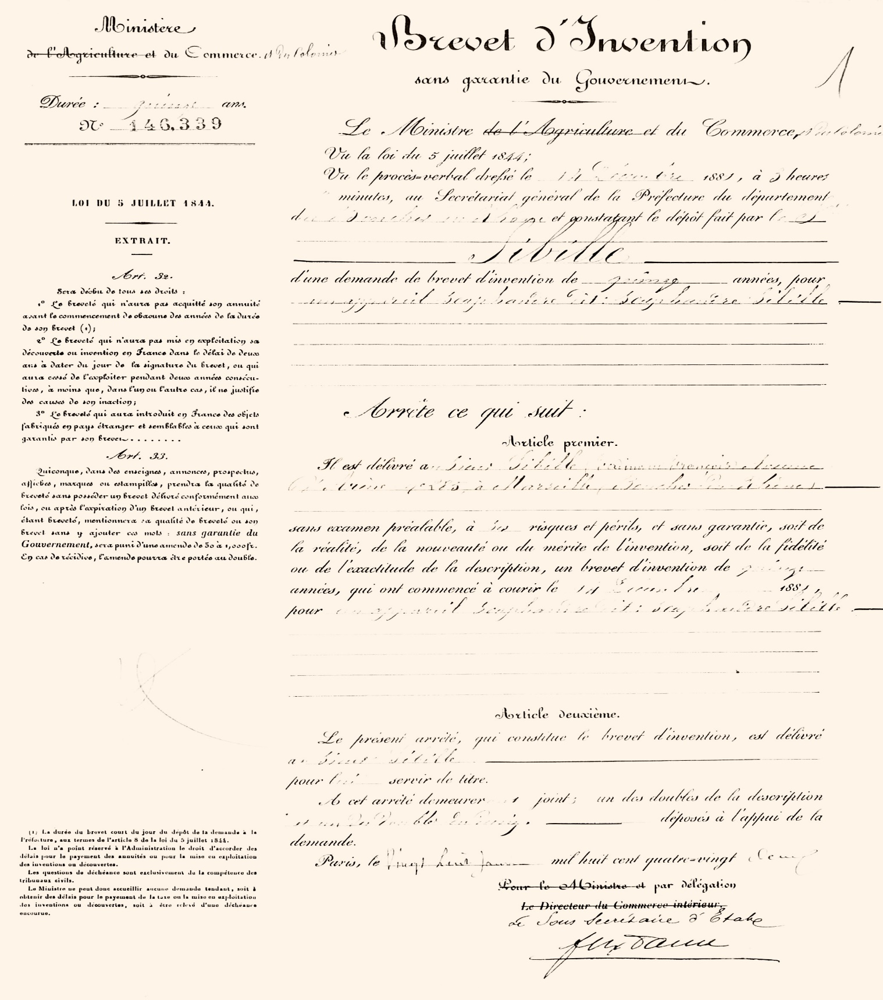 Ministère
de l'Agriculture et du Commerce. et des Colonies
Durée : quinze ans.
N° 146,339
LOI DU 5 JUILLET 1844.
EXTRAIT.
Art. 32.
Sera déchu de tous ses droits :
1° Le breveté qui n'aura pas acquitté son annuité
avant le commencement de chacune des années de la durée
de son brevet (1);
2° Le breveté qui n'aura pas mis en exploitation sa
découverte ou invention en France dans le délai de deux
ans à dater du jour de la signature du brevet, ou qui
aura cessé de l'exploiter pendant deux années consécu-
tives, à moins que, dans l'un ou l'autre cas, il ne justifie
des causes de son inaction;
3° Le breveté qui aura introduit en France des objets
fabriqués en pays étranger et semblables à ceux qui sont
garantis par son brevet........
Art. 33.
Quiconque, dans des enseignes, annonces, prospectus,
affiches, marques ou estampilles, prendra la qualité de
breveté sans posséder un brevet délivré conformément aux
lois, ou après l'expiration d'un brevet antérieur, ou qui,
étant breveté, mentionnera sa qualité de breveté ou son
brevet sans y ajouter ces mots : sans garantie du
Gouvernement, sera puni d'une amende de 50 à 1,000 fr.
En cas de récidive, l'amende pourra être portée au double.
(1) La durée du brevet court du jour du dépôt de la demande à la
Préfecture, aux termes de l'article 8 de la loi du 5 juillet 1844.
La loi n'a point réservé à l'Administration le droit d'accorder des
délais pour le payement des annuités ou pour la mise en exploitation
des inventions ou découvertes.
Les questions de déchéance sont exclusivement de la compétence des
tribunaux civils.
Le Ministre ne peut donc accueillir aucune demande tendant, soit à
obtenir des délais pour le payement de la taxe ou la mise en exploitation
des inventions ou découvertes, soit à être relevé d'une déchéance
encourue.
Brevet d'Invention
1
sans garantie du Gouvernement.
Le Ministre de l'Agriculture et du Commerce, et des Colonies
Vu la loi du 5 juillet 1844;
Vu le procès=verbal dressé le 14 Décembre 1881, à 3 heures
minutes, au Secrétariat général de la Préfecture du département
des Bouches du Rhône et constatant le dépôt fait par le Sr
Sibille
d'une demande de brevet d'invention de quinze années, pour
un appareil scaphandre dit: Scaphandre Sibille
Arrête ce qui suit :
Article premier.
Il est délivré au Sieur Sibille
à Marseille, (Bouches du Rhône)
sans examen préalable, à ses risques et périls, et sans garantie, soit de
la réalité, de la nouveauté ou du mérite de l'invention, soit de la fidélité
ou de l'exactitude de la description, un brevet d'invention de quinze
années, qui ont commencé à courir le 14 Décembre 1881,
pour un appareil scaphandre dit: scaphandre Sibille
Article deuxième.
Le présent arrêté, qui constitue le brevet d'invention, est délivré
au Sieur Sibille
pour lui servir de titre.
A cet arrêté demeurer 1 joint; un des doubles de la description
et un des doubles du dessin. déposés à l'appui de la
demande.
Paris, le Vingt huit Janvier mil huit cent quatre=vingt deux
Pour le Ministre et par délégation
Le Directeur du Commerce intérieur,
Le Sous Secrétaire d'Etat